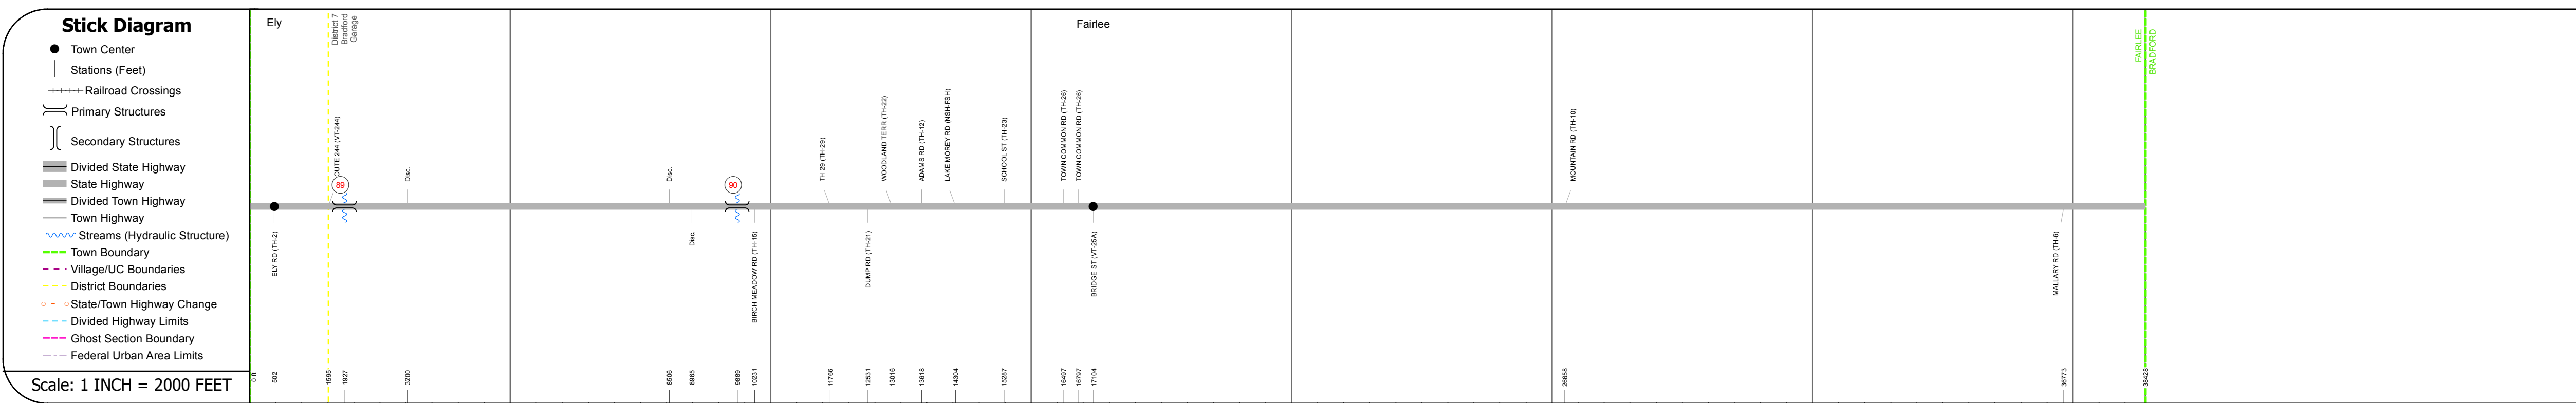 Stick Diagram
Town Center
Stations (Feet)
Railroad Crossings
Primary Structures
Secondary Structures
Divided State Highway
State Highway
Divided Town Highway
Town Highway
Streams (Hydraulic Structure)
Town Boundary
Village/UC Boundaries
District Boundaries
State/Town Highway Change
Divided Highway Limits
Ghost Section Boundary
Federal Urban Area Limits
Scale: 1 INCH = 2000 FEET
Ely
District 7
Bradford
Garage
Fairlee
FAIRLEE
BRADFORD
OUTE 244 (VT-244)
89
Disc.
Disc.
90
TH 29 (TH-29)
WOODLAND TERR (TH-22)
ADAMS RD (TH-12)
LAKE MOREY RD (NSH-FSH)
SCHOOL ST (TH-23)
TOWN COMMON RD (TH-26)
TOWN COMMON RD (TH-26)
MOUNTAIN RD (TH-10)
ELY RD (TH-2)
Disc.
BIRCH MEADOW RD (TH-15)
DUMP RD (TH-21)
BRIDGE ST (VT-25A)
MALLARY RD (TH-6)
0 ft
502
1595
1927
3200
8506
8965
9889
10231
11766
12531
13016
13618
14304
15287
16497
16797
17104
26658
36773
38428